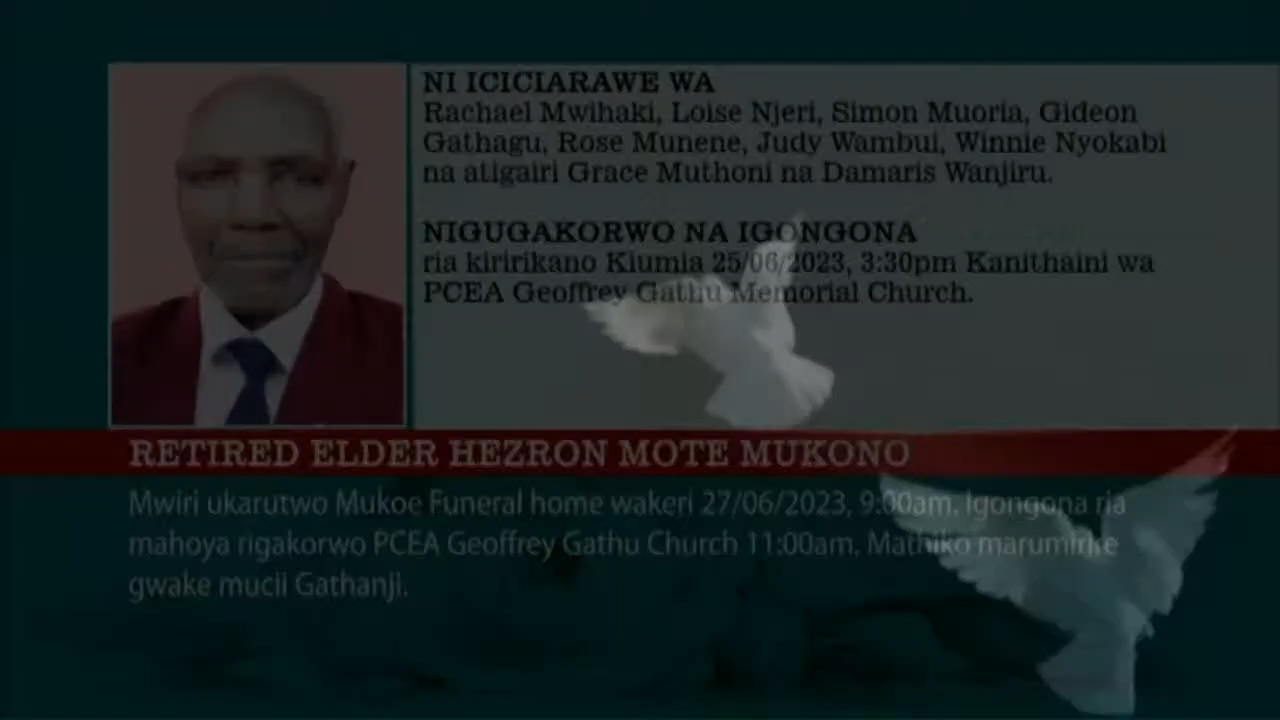 NI ICICIARAWE WA
Rachael Mwihaki, Loise Njeri, Simon Muoria, Gideon
Gathagu, Rose Munene, Judy Wambui, Winnie Nyokabi
na atigairi Grace Muthoni na Damaris Wanjiru.
NIGUGAKORWO NA IGONGONA
ria kiririkano Kiumia 25/06/2023, 3:30pm Kanithaini wa
PCEA Geoffrey Gathu Memorial Church.
RETIRED ELDER HEZRON MOTE MUKONO
Mwiri ukarutwo Mukoe Funeral home wakeri 27/06/2023, 9:00am. Igongona ria
mahoya rigakorwo PCEA Geoffrey Gathu Church 11:00am. Mathiko marumirire
gwake mucii Gathanji.